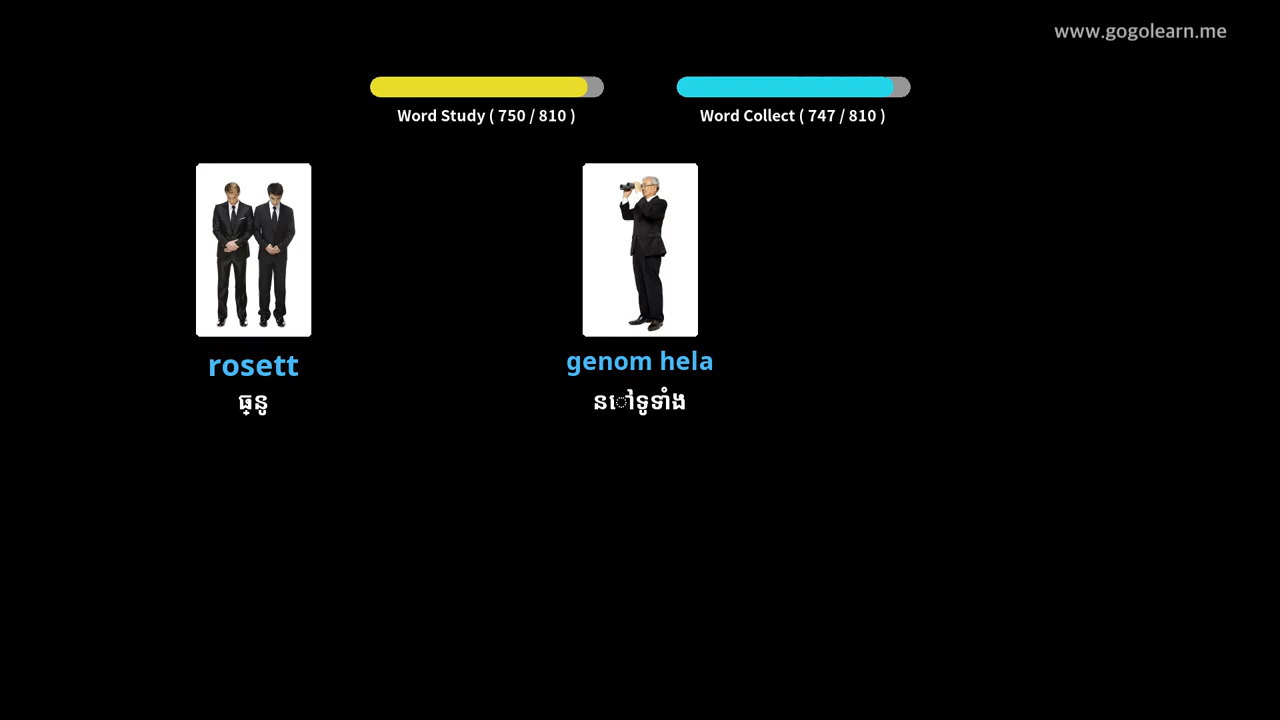 www.gogolearn.me
Word Study ( 750 / 810 )
Word Collect ( 747 / 810 )
rosett
genom hela
ធ្នូ
នៅទូទាំង